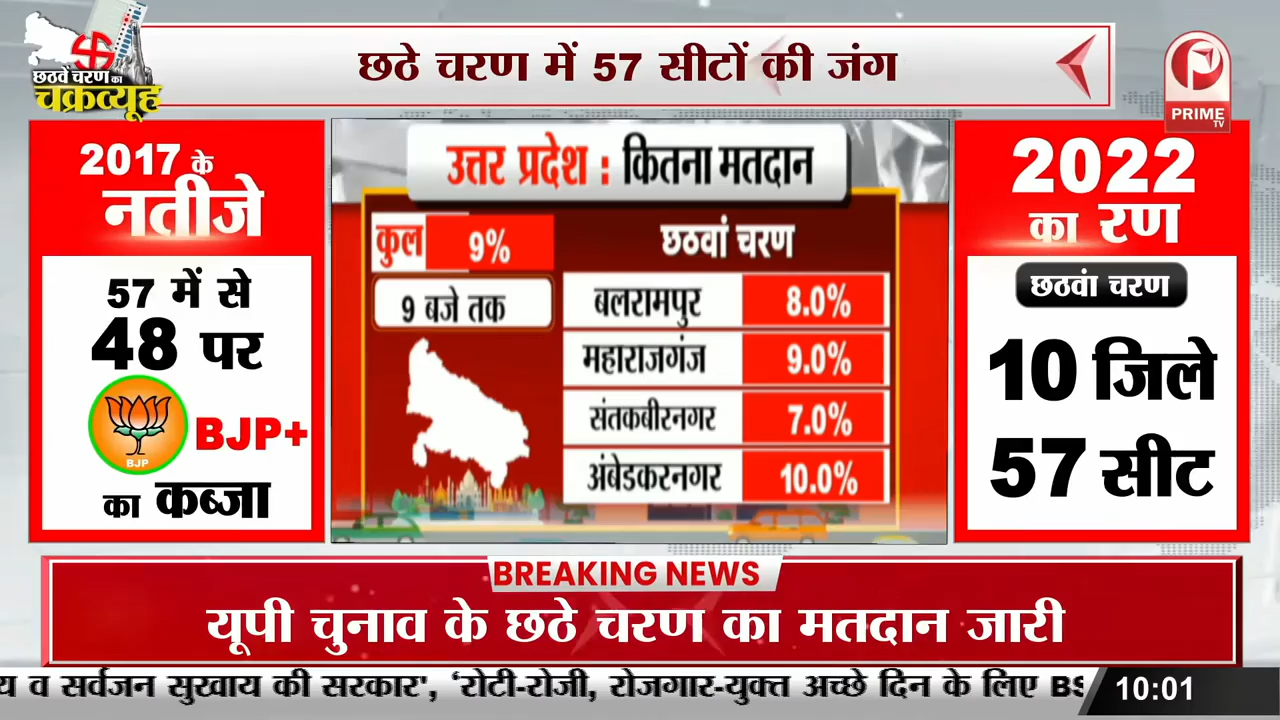 छठे चरण में 57 सीटों की जंग
छठवें चरण का
चक्रव्यूह
PRIME
TV
2017 के
नतीजे
57 में से
48 पर
BJP
BJP+
का कब्जा
उत्तर प्रदेश : कितना मतदान
कुल 9%
9 बजे तक
छठवां चरण
बलरामपुर 8.0%
महाराजगंज 9.0%
संतकबीरनगर 7.0%
अंबेडकरनगर 10.0%
2022
का रण
छठवां चरण
10 जिले
57 सीट
BREAKING NEWS
यूपी चुनाव के छठे चरण का मतदान जारी
य व सर्वजन सुखाय की सरकार', 'रोटी-रोजी, रोजगार-युक्त अच्छे दिन के लिए BS
10:01